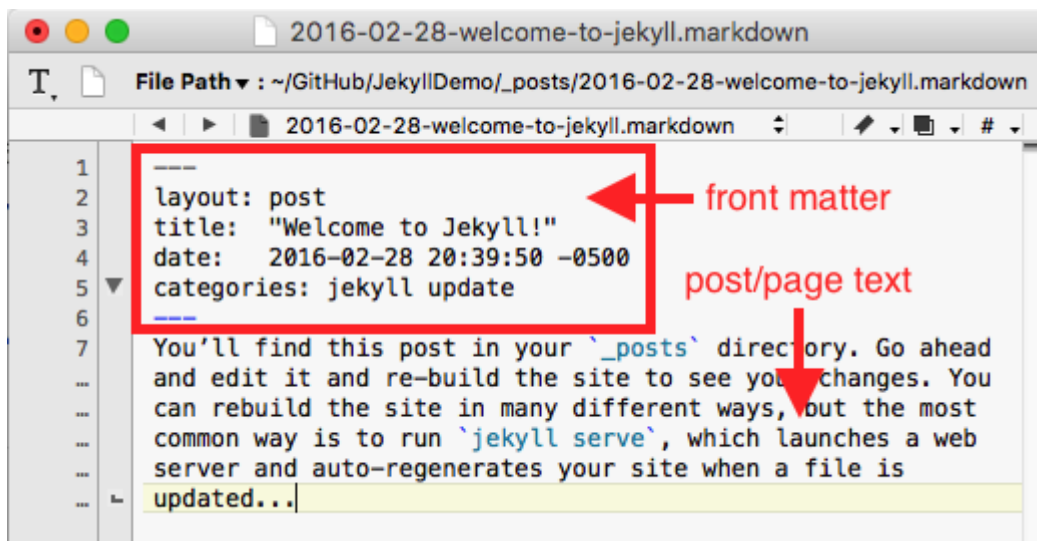 2016-02-28-welcome-to-jekyll.markdown
T. File Path ▾ : ~/GitHub/JekyllDemo/_posts/2016-02-28-welcome-to-jekyll.markdown
2016-02-28-welcome-to-jekyll.markdown #
1 ---
2 layout: post
front matter
3 title:  "Welcome to Jekyll!"
4 date:   2016-02-28 20:39:50 -0500
5 categories: jekyll update
post/page text
6 ---
7 You’ll find this post in your `_posts` directory. Go ahead
… and edit it and re-build the site to see your changes. You
… can rebuild the site in many different ways, but the most
… common way is to run `jekyll serve`, which launches a web
… server and auto-regenerates your site when a file is
… updated...